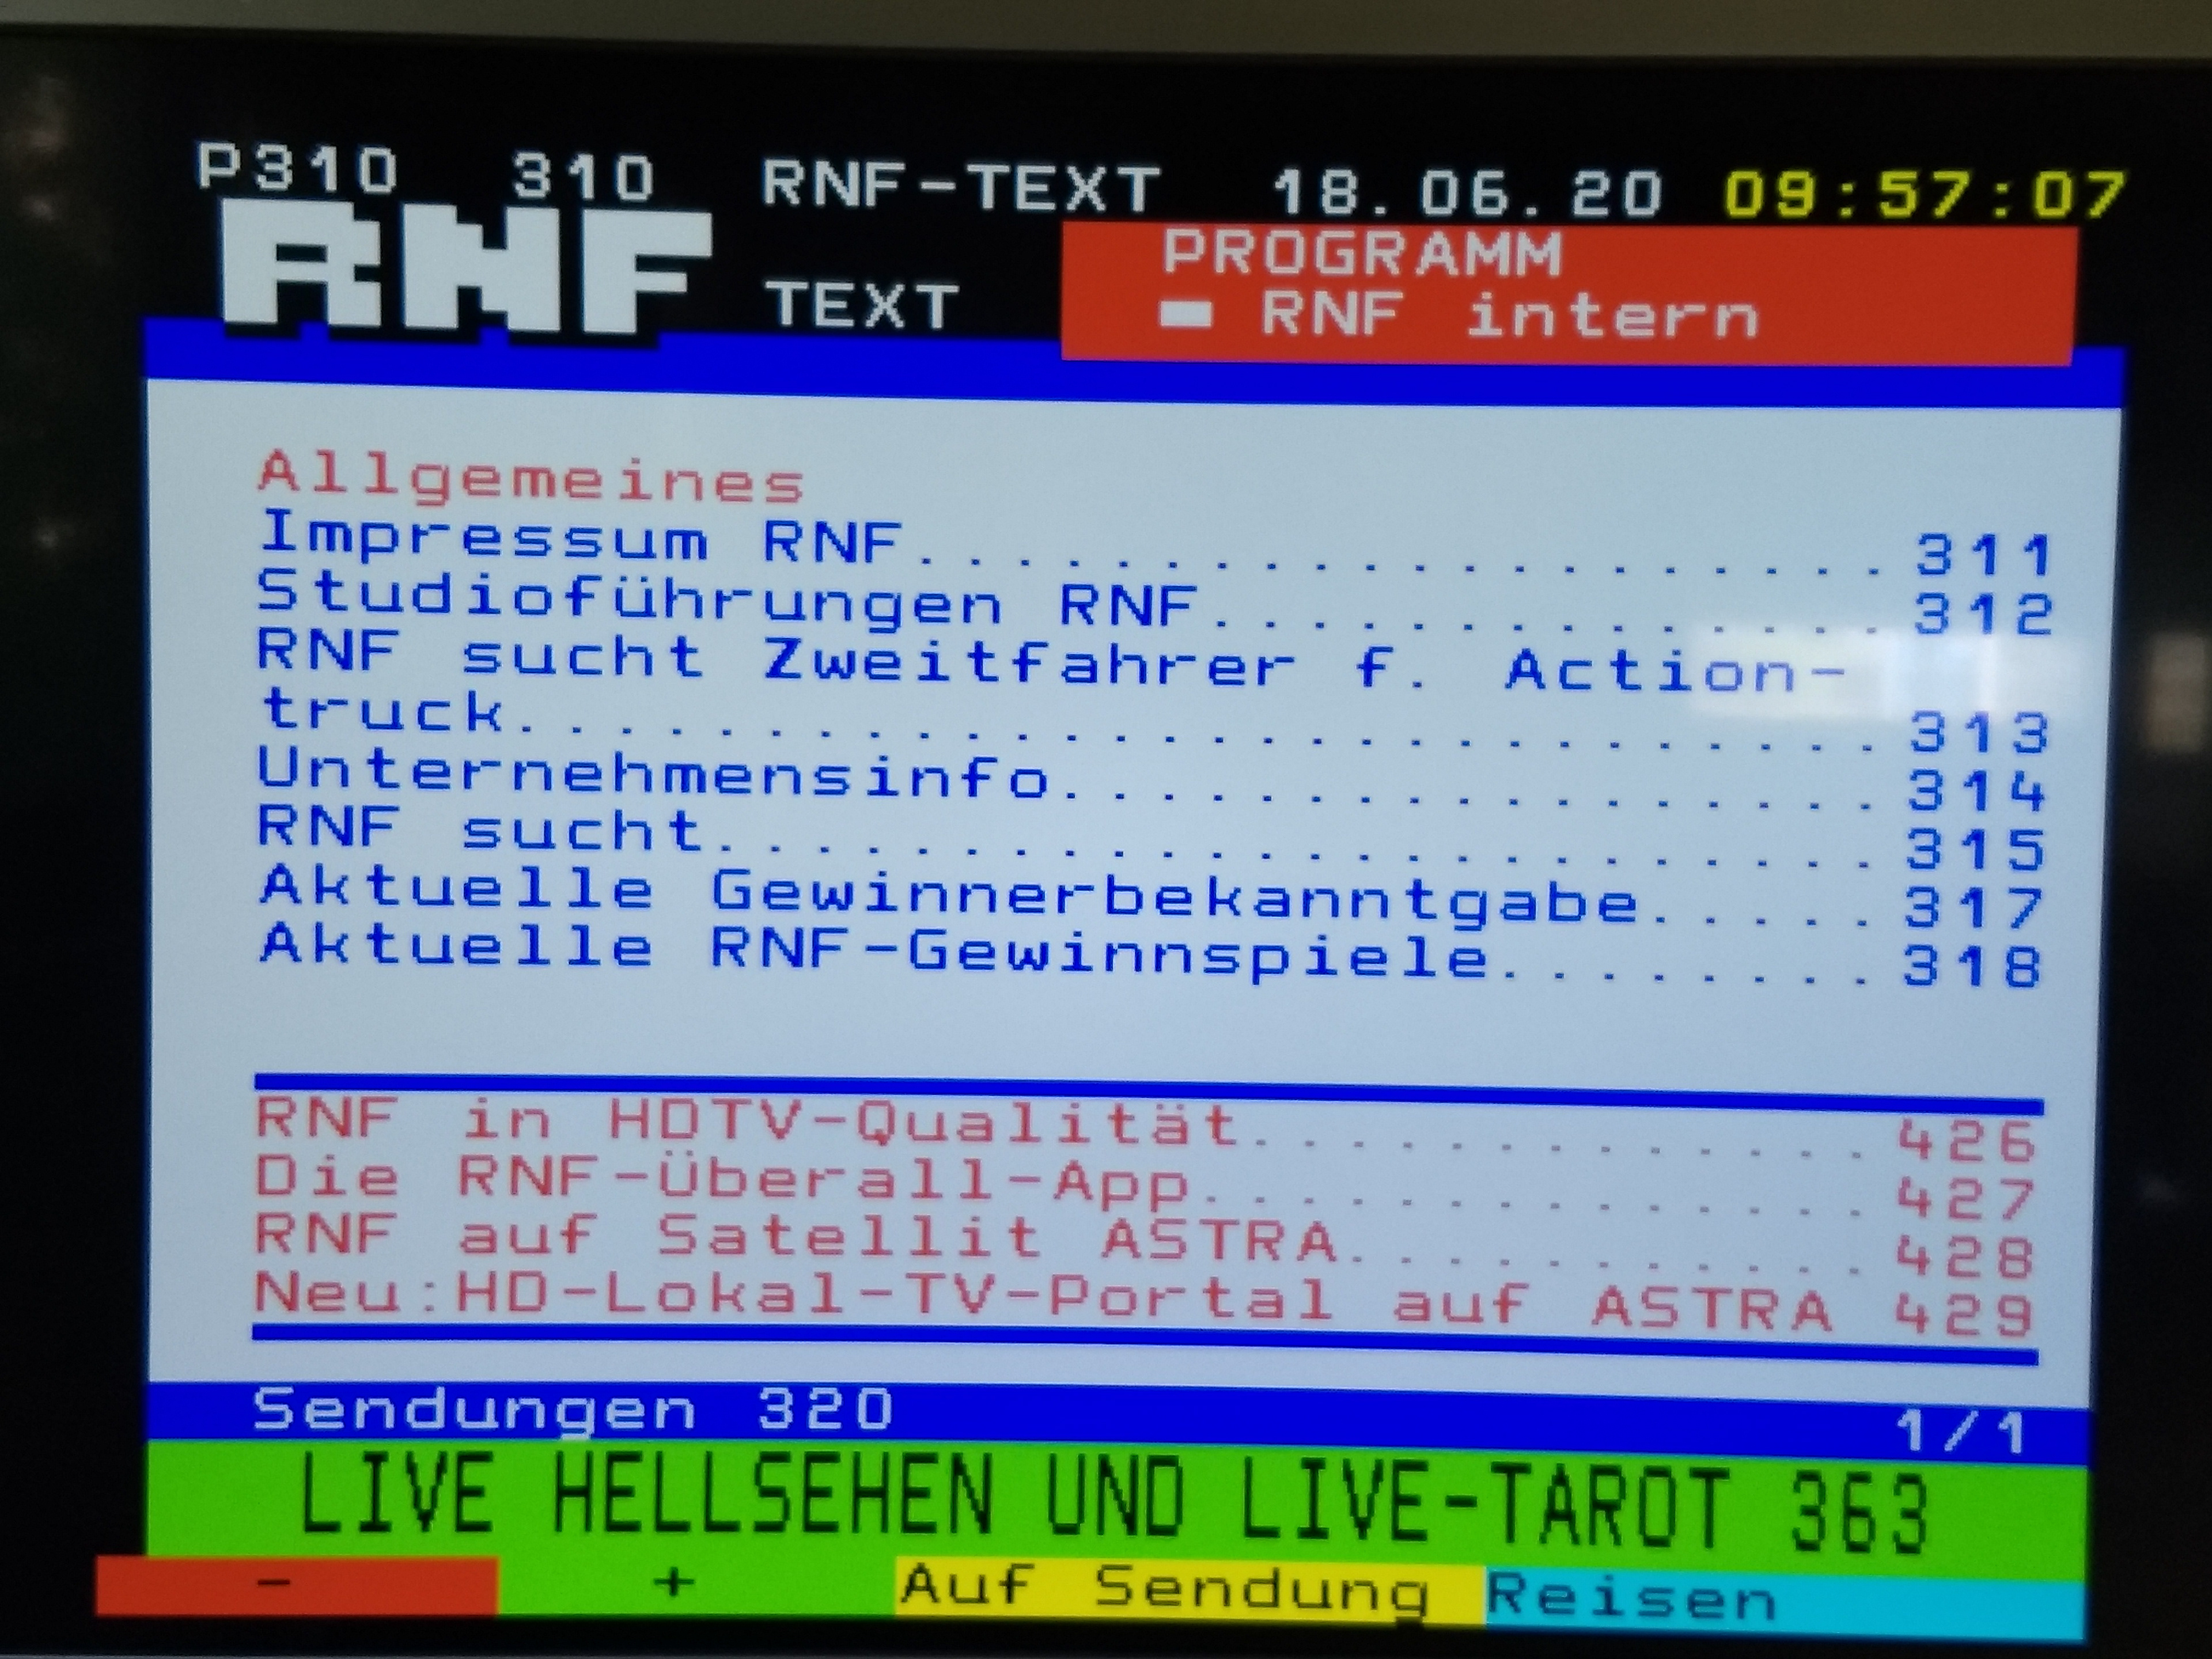 P310 310 RNF-TEXT 18.06.20 09:57:07
RNF TEXT
PROGRAMM
- RNF intern
Allgemeines
Impressum RNF...................311
Studioführungen RNF..............312
RNF sucht Zweitfahrer f. Action-
truck...........................313
Unternehmensinfo.................314
RNF sucht........................315
Aktuelle Gewinnerbekanntgabe.....317
Aktuelle RNF-Gewinnspiele........318
RNF in HDTV-Qualität.............426
Die RNF-Überall-App..............427
RNF auf Satellit ASTRA...........428
Neu:HD-Lokal-TV-Portal auf ASTRA 429
Sendungen 320 1/1
LIVE HELLSEHEN UND LIVE-TAROT 363
- + Auf Sendung Reisen